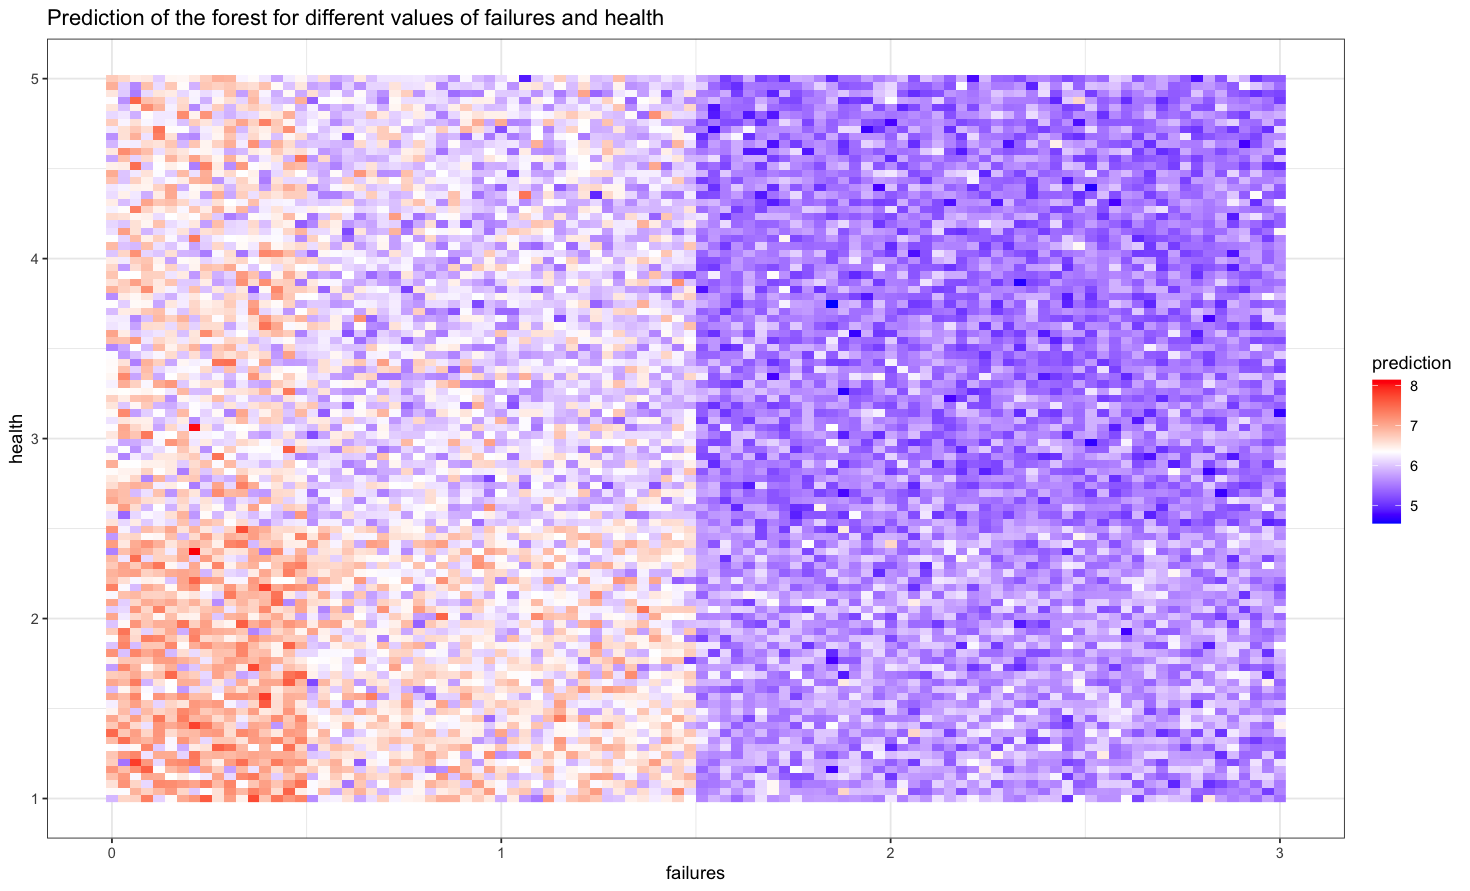 Prediction of the forest for different values of failures and health
5
4
3
2
1
health
0 1 2 3
failures
prediction
8
7
6
5